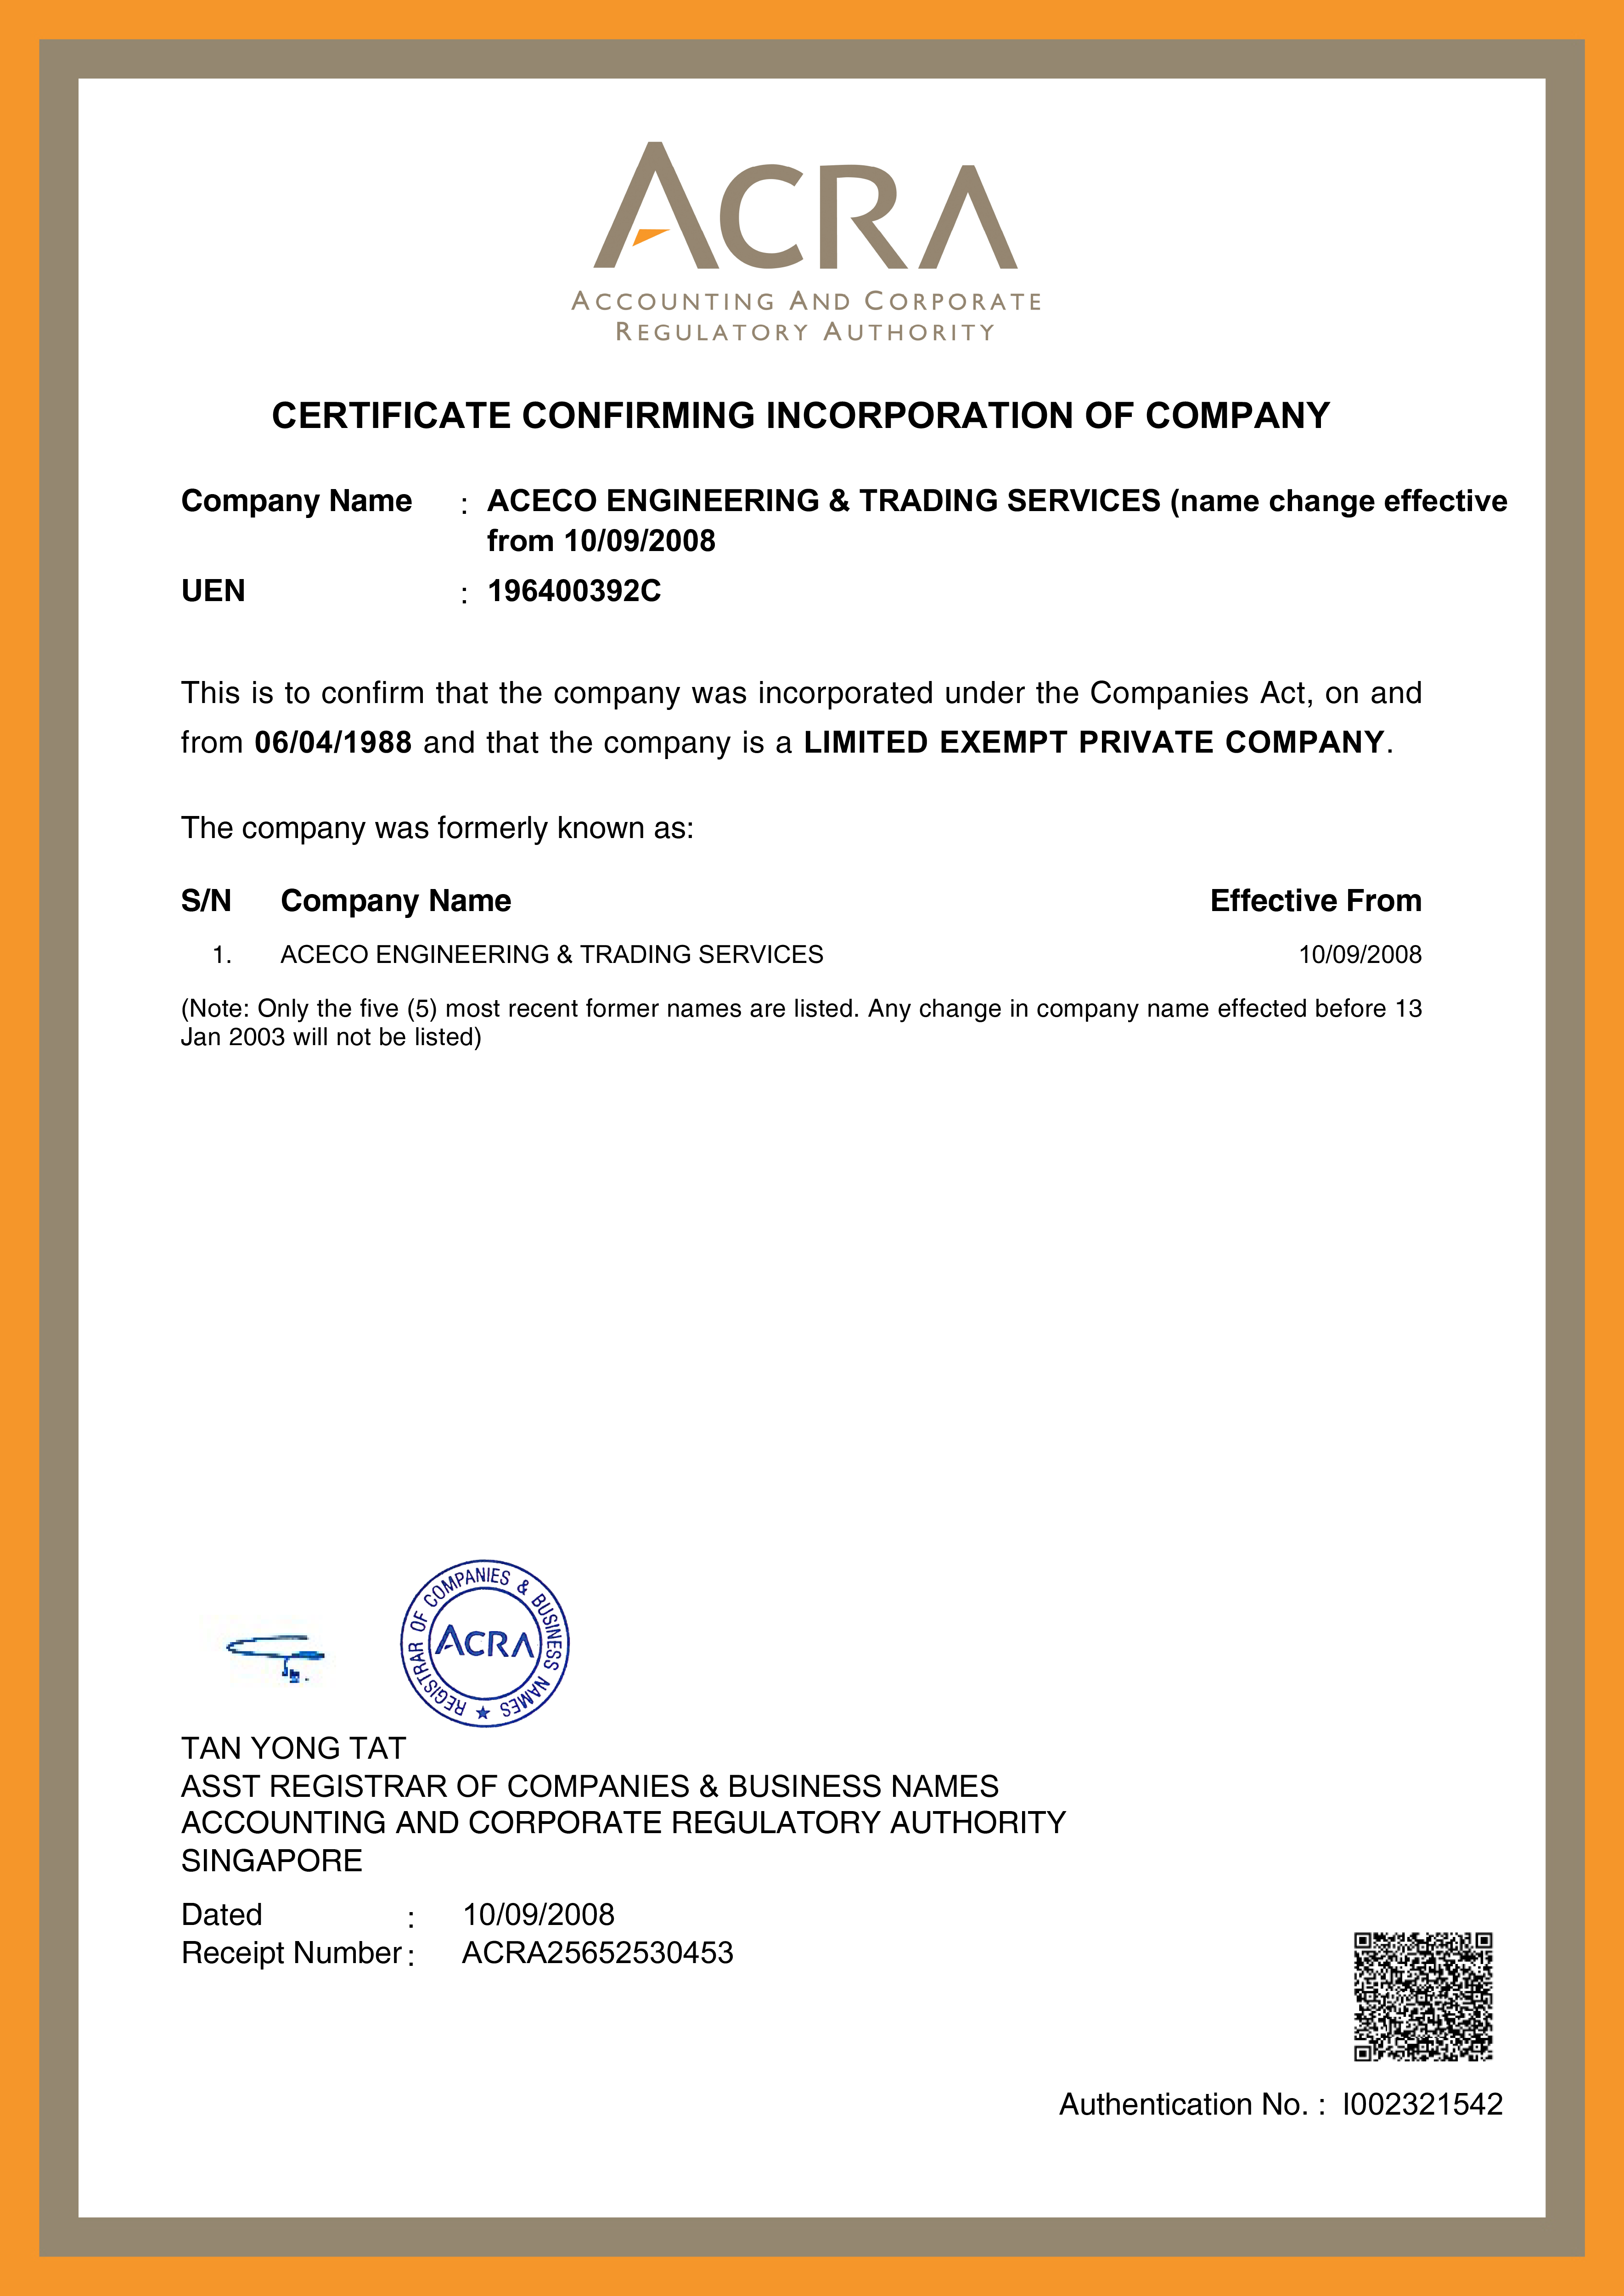 ACRA
ACCOUNTING AND CORPORATE
REGULATORY AUTHORITY
CERTIFICATE CONFIRMING INCORPORATION OF COMPANY
Company Name : ACECO ENGINEERING & TRADING SERVICES (name change effective
from 10/09/2008
UEN : 196400392C
This is to confirm that the company was incorporated under the Companies Act, on and
from 06/04/1988 and that the company is a LIMITED EXEMPT PRIVATE COMPANY.
The company was formerly known as:
S/N Company Name Effective From
1. ACECO ENGINEERING & TRADING SERVICES 10/09/2008
(Note: Only the five (5) most recent former names are listed. Any change in company name effected before 13
Jan 2003 will not be listed)
REGISTRAR OF COMPANIES & BUSINESS NAMES
ACRA
TAN YONG TAT
ASST REGISTRAR OF COMPANIES & BUSINESS NAMES
ACCOUNTING AND CORPORATE REGULATORY AUTHORITY
SINGAPORE
Dated : 10/09/2008
Receipt Number : ACRA25652530453
Authentication No. : I002321542